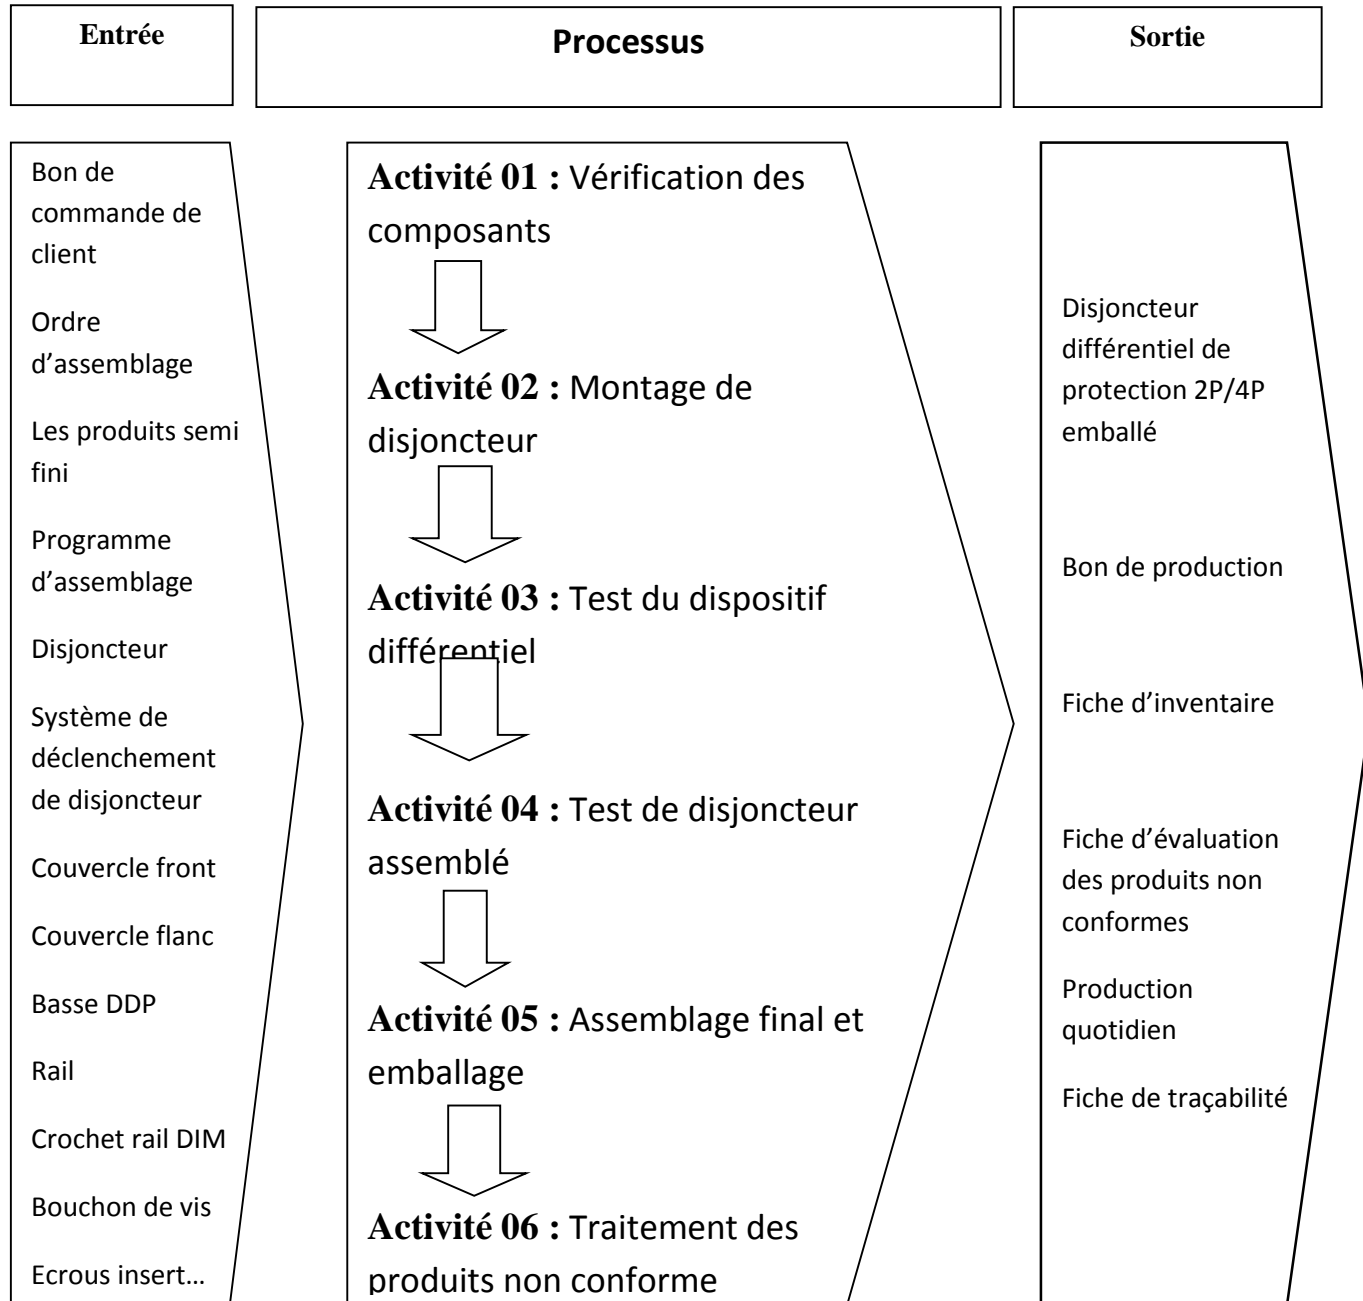 Entrée
Processus
Sortie
Bon de
commande de
client
Ordre
d’assemblage
Les produits semi
fini
Programme
d’assemblage
Disjoncteur
Système de
déclenchement
de disjoncteur
Couvercle front
Couvercle flanc
Basse DDP
Rail
Crochet rail DIM
Bouchon de vis
Ecrous insert…
Activité 01 : Vérification des
composants
Activité 02 : Montage de
disjoncteur
Activité 03 : Test du dispositif
différentiel
Activité 04 : Test de disjoncteur
assemblé
Activité 05 : Assemblage final et
emballage
Activité 06 : Traitement des
produits non conforme
Disjoncteur
différentiel de
protection 2P/4P
emballé
Bon de production
Fiche d’inventaire
Fiche d’évaluation
des produits non
conformes
Production
quotidien
Fiche de traçabilité